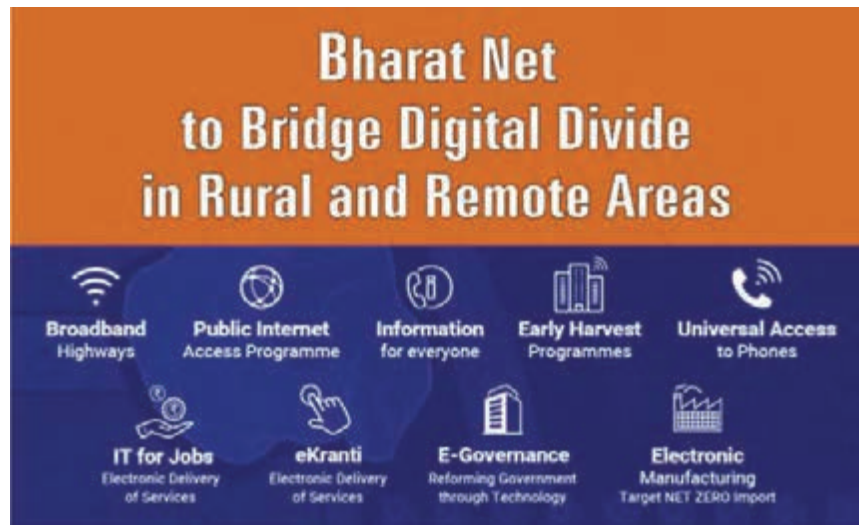 Bharat Net
to Bridge Digital Divide
in Rural and Remote Areas
Broadband
Highways
Public Internet
Access Programme
Information
for everyone
Early Harvest
Programmes
Universal Access
to Phones
IT for Jobs
Electronic Delivery
of Services
eKranti
Electronic Delivery
of Services
E-Governance
Reforming Government
through Technology
Electronic
Manufacturing
Target NET ZERO Import